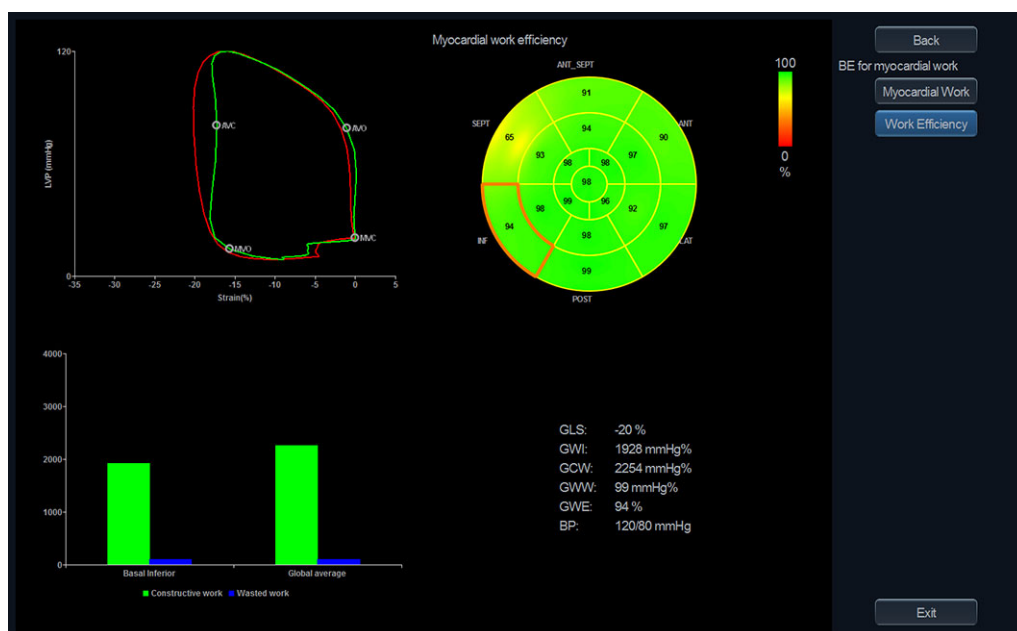 Myocardial work efficiency
120
LVP (mmHg)
0
-35 -30 -25 -20 -15 -10 -5 0 5
Strain(%)
AVC
AVO
MVO
MVC
ANT_SEPT
SEPT
ANT
INF
LAT
POST
91
65
90
94
93
97
98
98
98
99
96
98
92
94
97
98
99
100
0
%
Back
BE for myocardial work
Myocardial Work
Work Efficiency
4000
3000
2000
1000
0
Basal Inferior
Global average
Constructive work
Wasted work
GLS: -20 %
GWI: 1928 mmHg%
GCW: 2254 mmHg%
GWW: 99 mmHg%
GWE: 94 %
BP: 120/80 mmHg
Exit